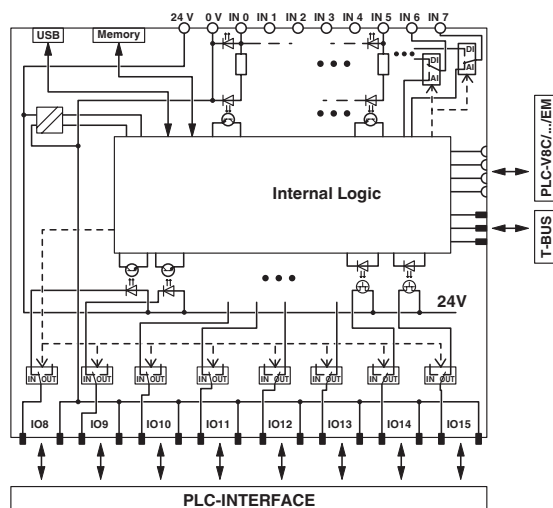 24 V 0 V IN 0 IN 1 IN 2 IN 3 IN 4 IN 5 IN 6 IN 7
USB Memory
DI DI
AI AI
PLC-V8C/.../EM
Internal Logic
T-BUS
24V
IN OUT IN OUT IN OUT IN OUT IN OUT IN OUT IN OUT IN OUT
IO8 IO9 IO10 IO11 IO12 IO13 IO14 IO15
PLC-INTERFACE